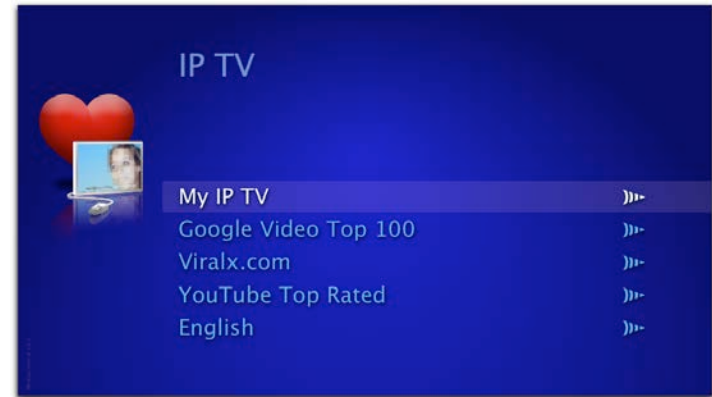 IP TV
My IP TV
Google Video Top 100
Viralx.com
YouTube Top Rated
English